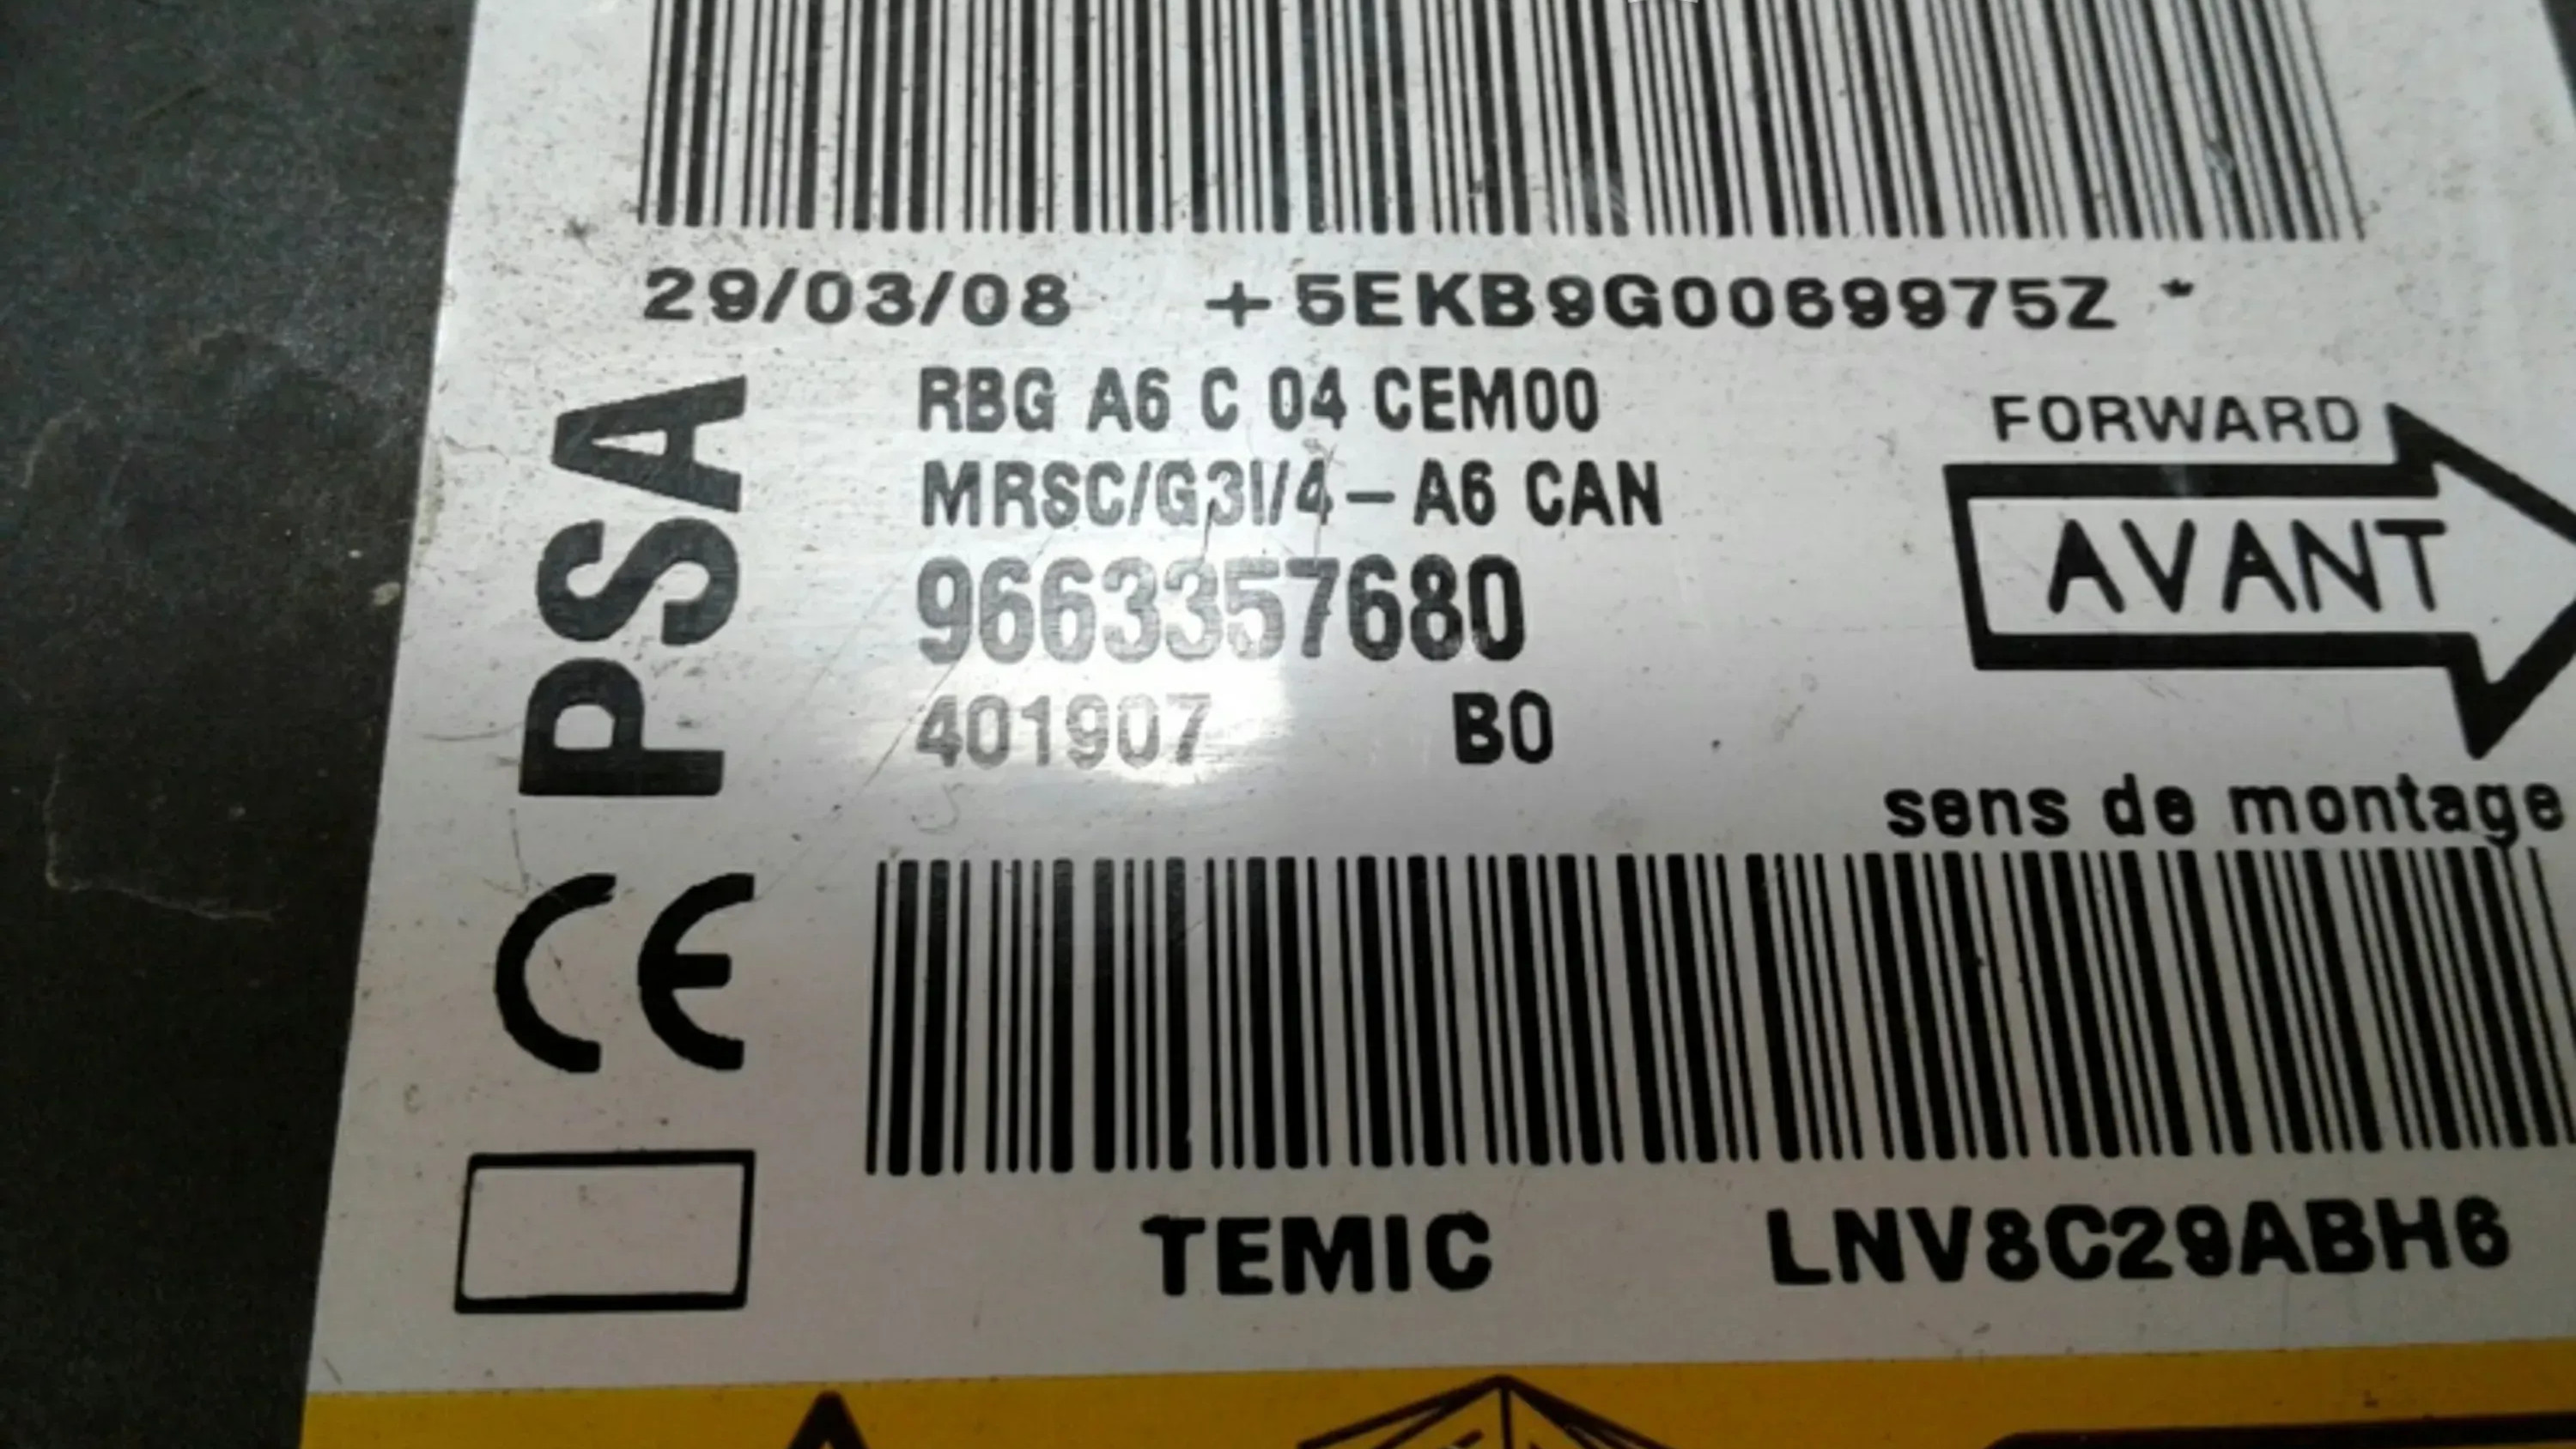 29/03/08 +5EKB9G0069975Z *
PSA
RBG A6 C 04 CEM00
MRSC/G3I/4-A6 CAN
9663357680
401907 B0
FORWARD
AVANT
sens de montage
CE
TEMIC LNV8C29ABH6